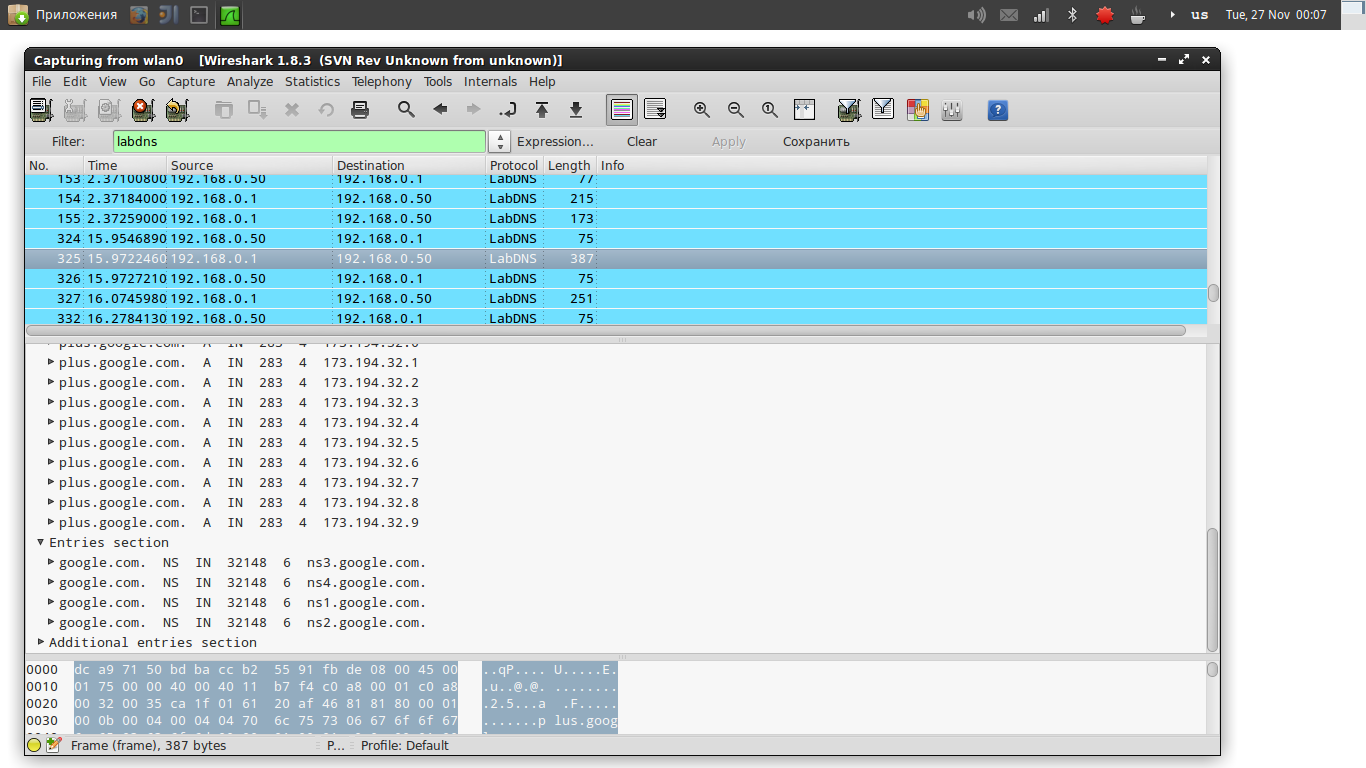 Приложения us Tue, 27 Nov 00:07
Capturing from wlan0 [Wireshark 1.8.3 (SVN Rev Unknown from unknown)]
File Edit View Go Capture Analyze Statistics Telephony Tools Internals Help
Filter: labdns Expression... Clear Apply Сохранить
No. Time Source Destination Protocol Length Info
153 2.37100800 192.168.0.50 192.168.0.1 LabDNS 77
154 2.37184000 192.168.0.1 192.168.0.50 LabDNS 215
155 2.37259000 192.168.0.1 192.168.0.50 LabDNS 173
324 15.9546890 192.168.0.50 192.168.0.1 LabDNS 75
325 15.9722460 192.168.0.1 192.168.0.50 LabDNS 387
326 15.9727210 192.168.0.50 192.168.0.1 LabDNS 75
327 16.0745980 192.168.0.1 192.168.0.50 LabDNS 251
332 16.2784130 192.168.0.50 192.168.0.1 LabDNS 75
plus.google.com. A IN 283 4 173.194.32.0
plus.google.com. A IN 283 4 173.194.32.1
plus.google.com. A IN 283 4 173.194.32.2
plus.google.com. A IN 283 4 173.194.32.3
plus.google.com. A IN 283 4 173.194.32.4
plus.google.com. A IN 283 4 173.194.32.5
plus.google.com. A IN 283 4 173.194.32.6
plus.google.com. A IN 283 4 173.194.32.7
plus.google.com. A IN 283 4 173.194.32.8
plus.google.com. A IN 283 4 173.194.32.9
Entries section
google.com. NS IN 32148 6 ns3.google.com.
google.com. NS IN 32148 6 ns4.google.com.
google.com. NS IN 32148 6 ns1.google.com.
google.com. NS IN 32148 6 ns2.google.com.
Additional entries section
0000 dc a9 71 50 bd ba cc b2 55 91 fb de 08 00 45 00 ..qP.... U.....E.
0010 01 75 00 00 40 00 40 11 b7 f4 c0 a8 00 01 c0 a8 .u..@.@. ........
0020 00 32 00 35 ca 1f 01 61 20 af 46 81 81 80 00 01 .2.5...a .F.....
0030 00 0b 00 04 00 04 04 70 6c 75 73 06 67 6f 6f 67 .......p lus.goog
Frame (frame), 387 bytes P... Profile: Default